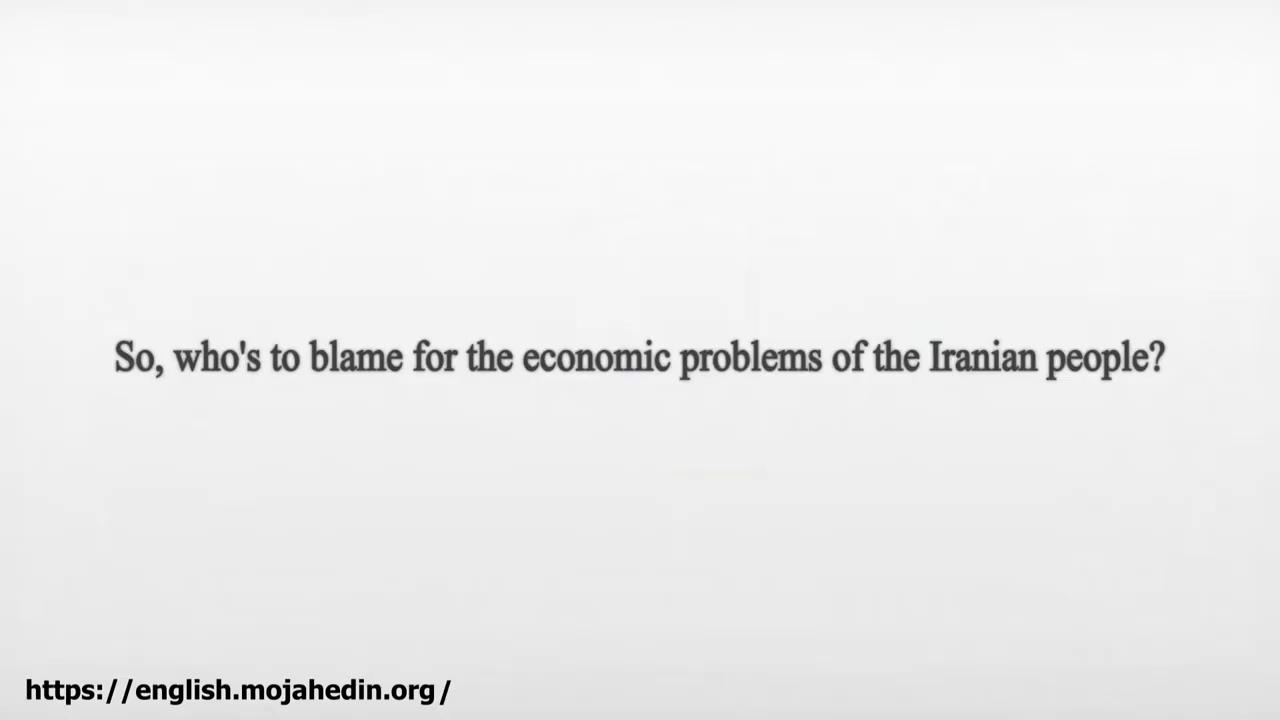 So, who's to blame for the economic problems of the Iranian people?
https://english.mojahedin.org/